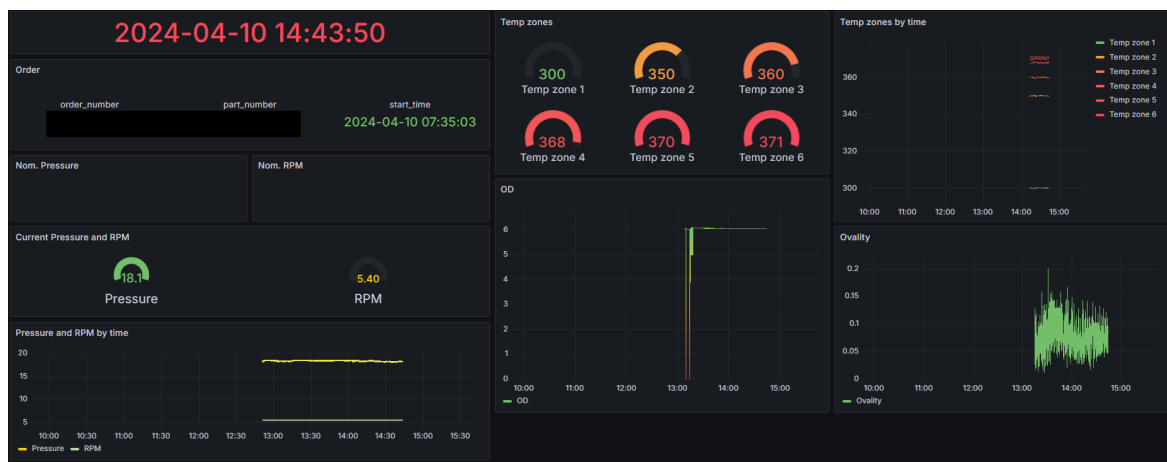 2024-04-10 14:43:50
Order
order_number part_number start_time
2024-04-10 07:35:03
Nom. Pressure
Nom. RPM
Current Pressure and RPM
18.1
Pressure
5.40
RPM
Pressure and RPM by time
20
15
10
5
10:00 10:30 11:00 11:30 12:00 12:30 13:00 13:30 14:00 14:30 15:00 15:30
Pressure RPM
Temp zones
300
Temp zone 1
350
Temp zone 2
360
Temp zone 3
368
Temp zone 4
370
Temp zone 5
371
Temp zone 6
OD
6
5
4
3
2
1
0
10:00 11:00 12:00 13:00 14:00 15:00
OD
Temp zones by time
360
340
320
300
10:00 11:00 12:00 13:00 14:00 15:00
Temp zone 1
Temp zone 2
Temp zone 3
Temp zone 4
Temp zone 5
Temp zone 6
Ovality
0.2
0.15
0.1
0.05
0
10:00 11:00 12:00 13:00 14:00 15:00
Ovality